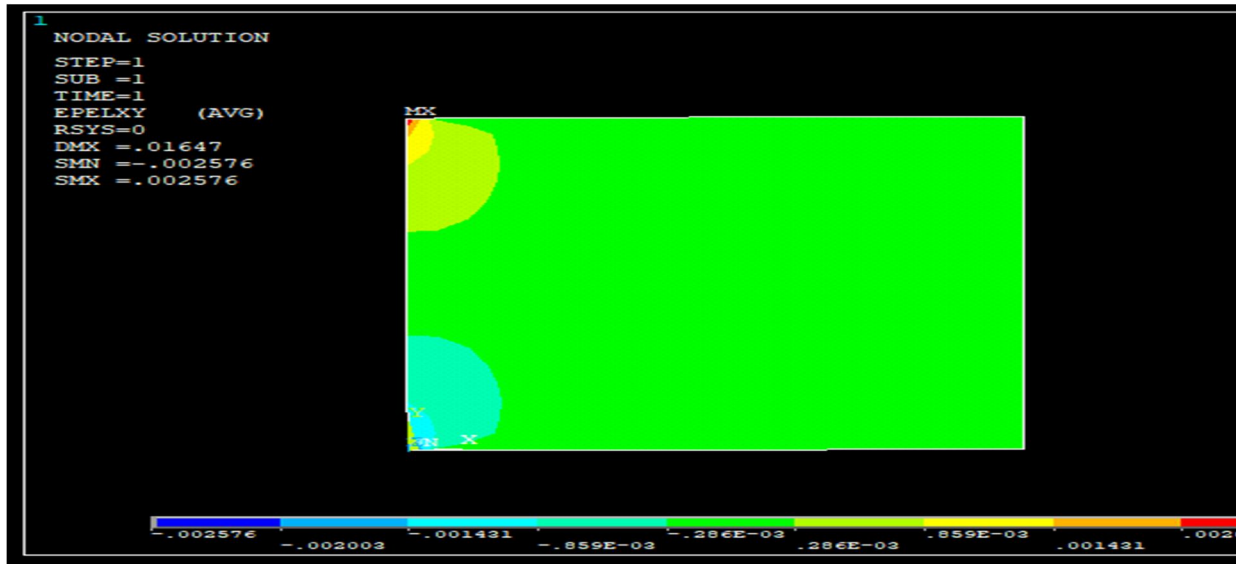 1
NODAL SOLUTION
STEP=1
SUB =1
TIME=1
EPELXY (AVG)
RSYS=0
DMX =.01647
SMN =-.002576
SMX =.002576
MX
Y
X
-.002576 -.001431 -.286E-03 .859E-03
-.002003 -.859E-03 .286E-03 .001431